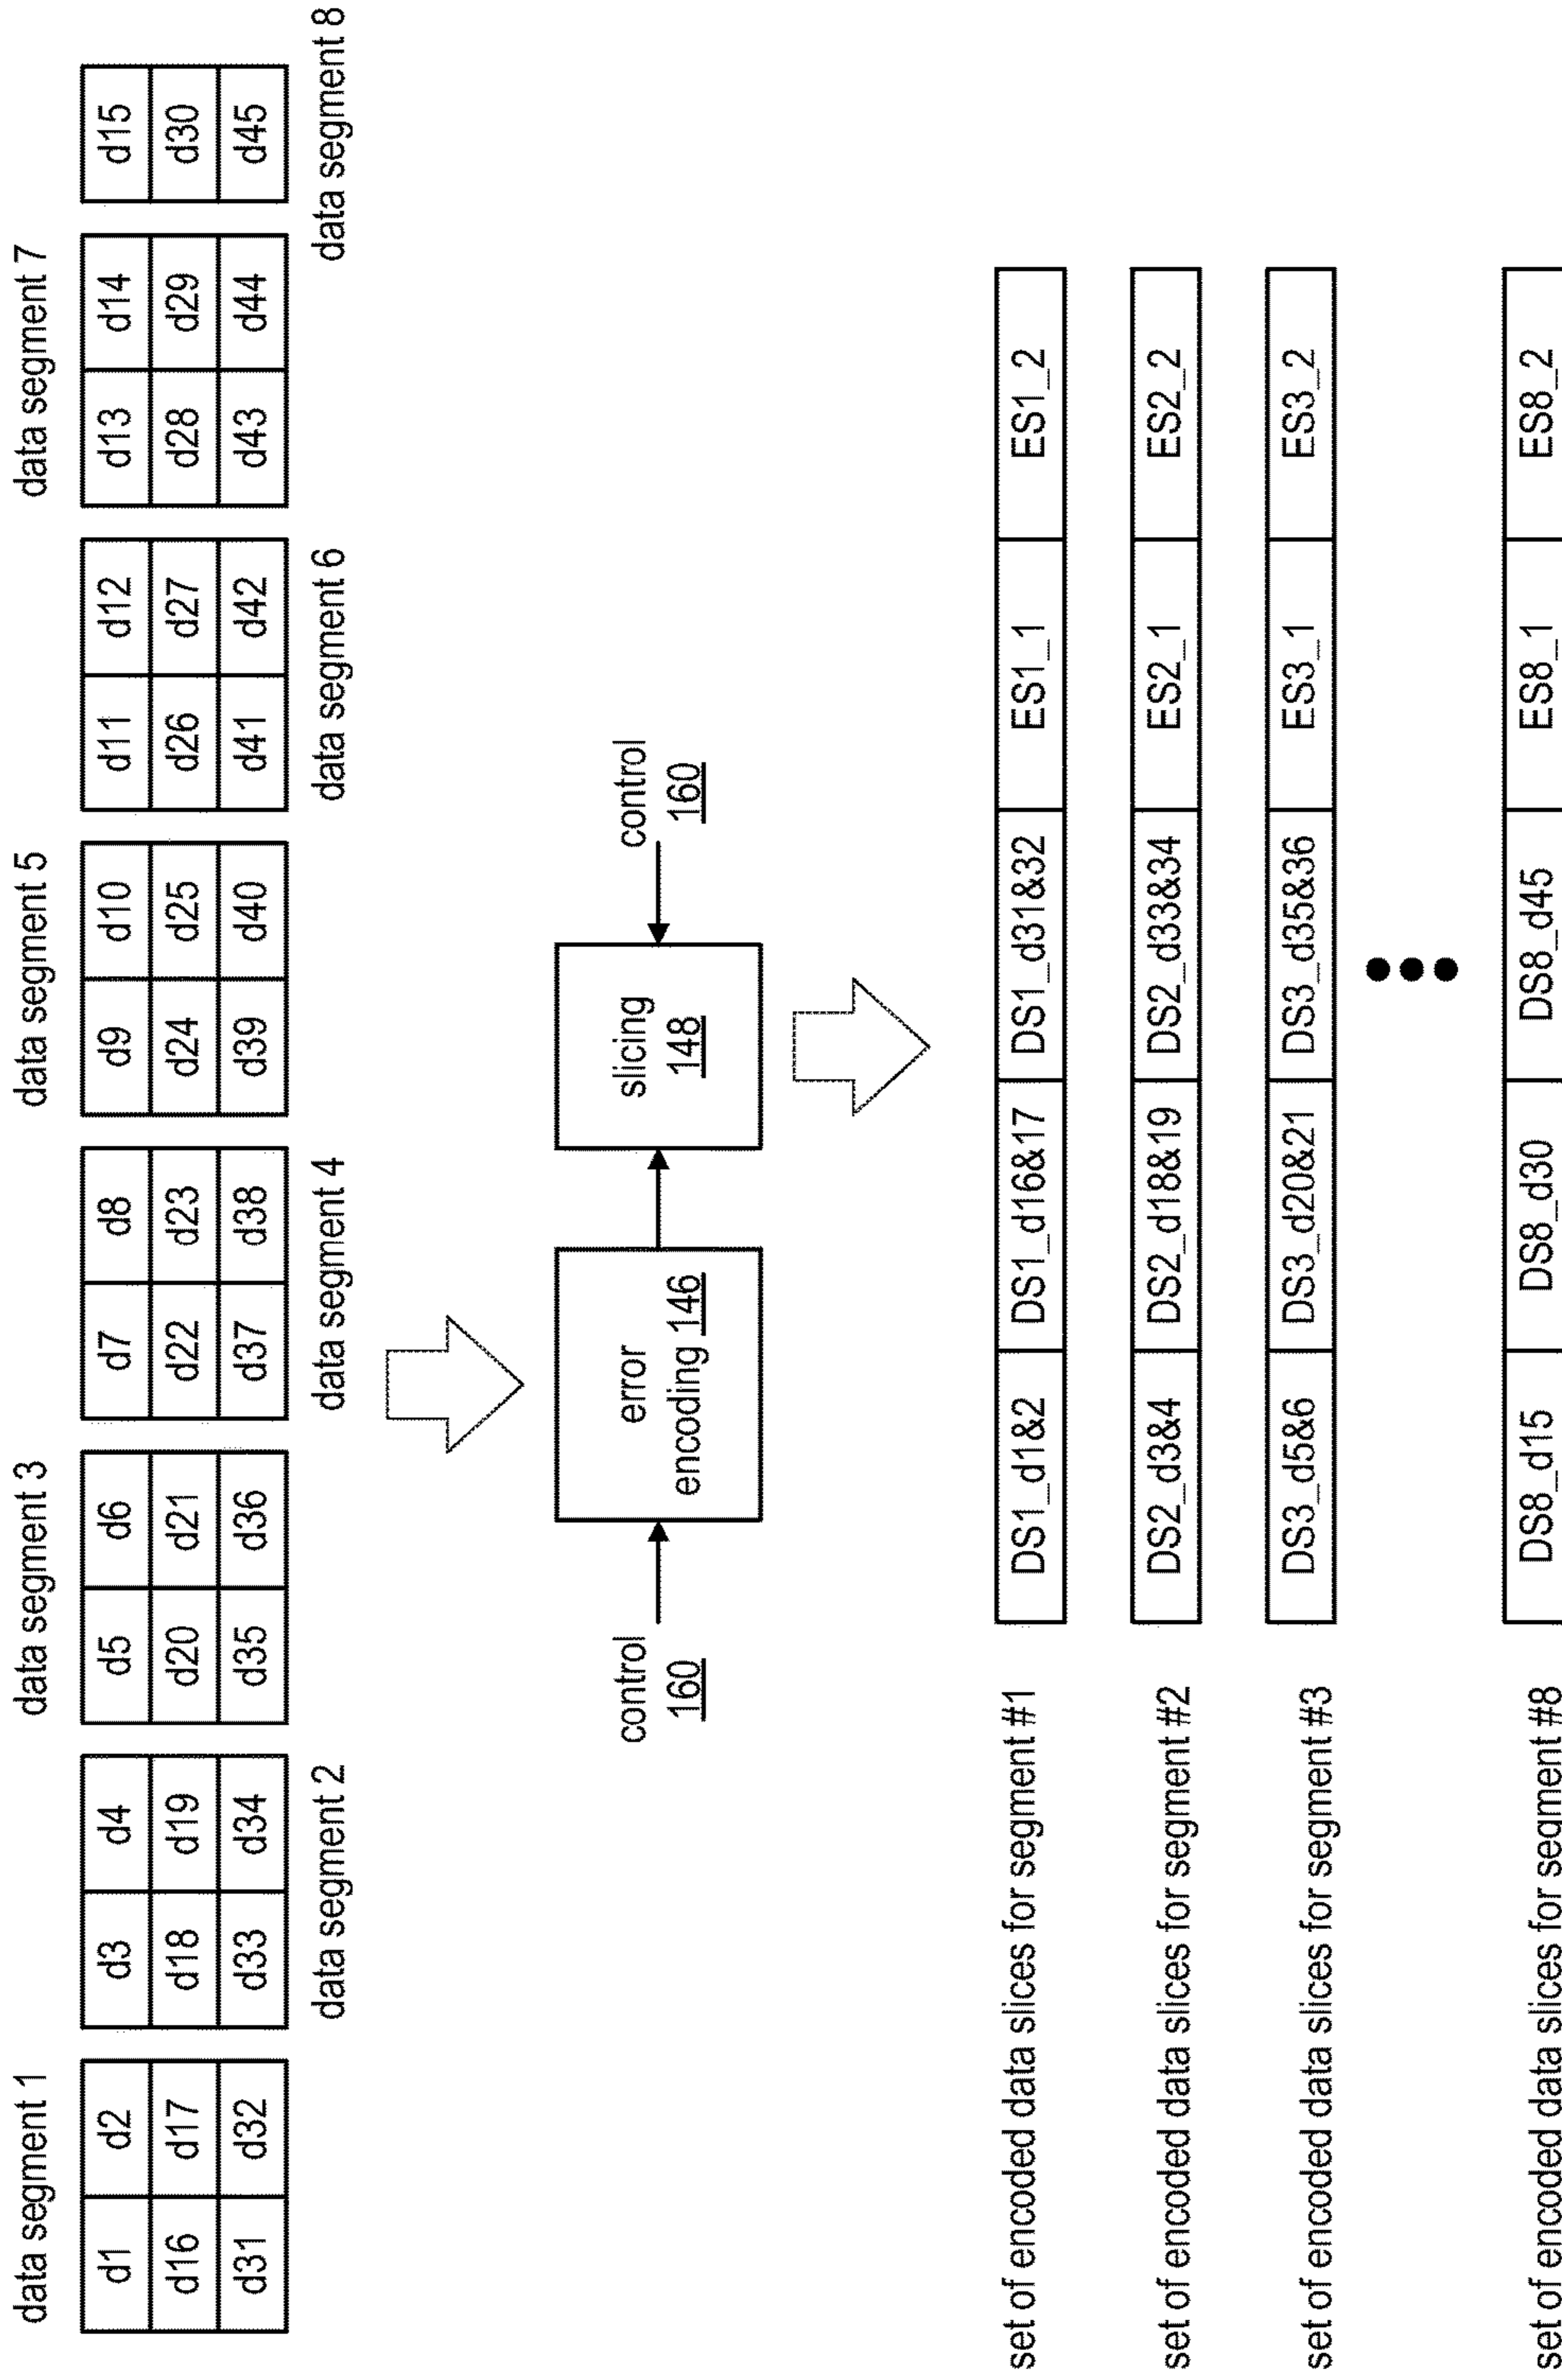 data segment 1
data segment 3
data segment 5
data segment 7
d1 d2 d3 d4 d5 d6 d7 d8 d9 d10 d11 d12 d13 d14 d15
d16 d17 d18 d19 d20 d21 d22 d23 d24 d25 d26 d27 d28 d29 d30
d31 d32 d33 d34 d35 d36 d37 d38 d39 d40 d41 d42 d43 d44 d45
data segment 2
data segment 4
data segment 6
data segment 8
control
160
error
encoding 146
slicing
148
control
160
set of encoded data slices for segment #1 DS1_d1&2 DS1_d16&17 DS1_d31&32 ES1_1 ES1_2
set of encoded data slices for segment #2 DS2_d3&4 DS2_d18&19 DS2_d33&34 ES2_1 ES2_2
set of encoded data slices for segment #3 DS3_d5&6 DS3_d20&21 DS3_d35&36 ES3_1 ES3_2
set of encoded data slices for segment #8 DS8_d15 DS8_d30 DS8_d45 ES8_1 ES8_2